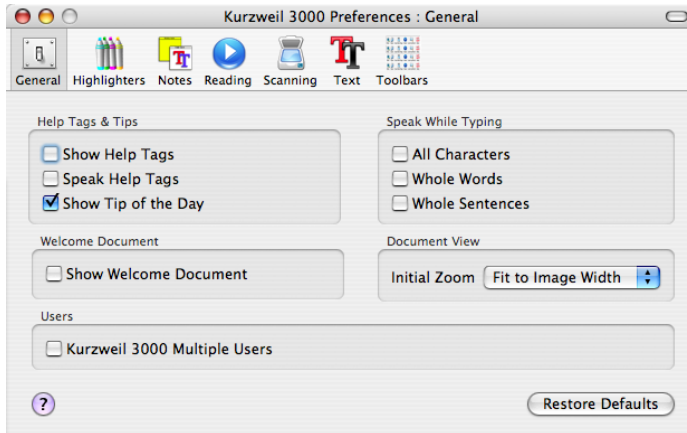 Kurzweil 3000 Preferences : General
General Highlighters Notes Reading Scanning Text Toolbars
Help Tags & Tips
Show Help Tags
Speak Help Tags
Show Tip of the Day
Speak While Typing
All Characters
Whole Words
Whole Sentences
Welcome Document
Show Welcome Document
Document View
Initial Zoom Fit to Image Width
Users
Kurzweil 3000 Multiple Users
? Restore Defaults